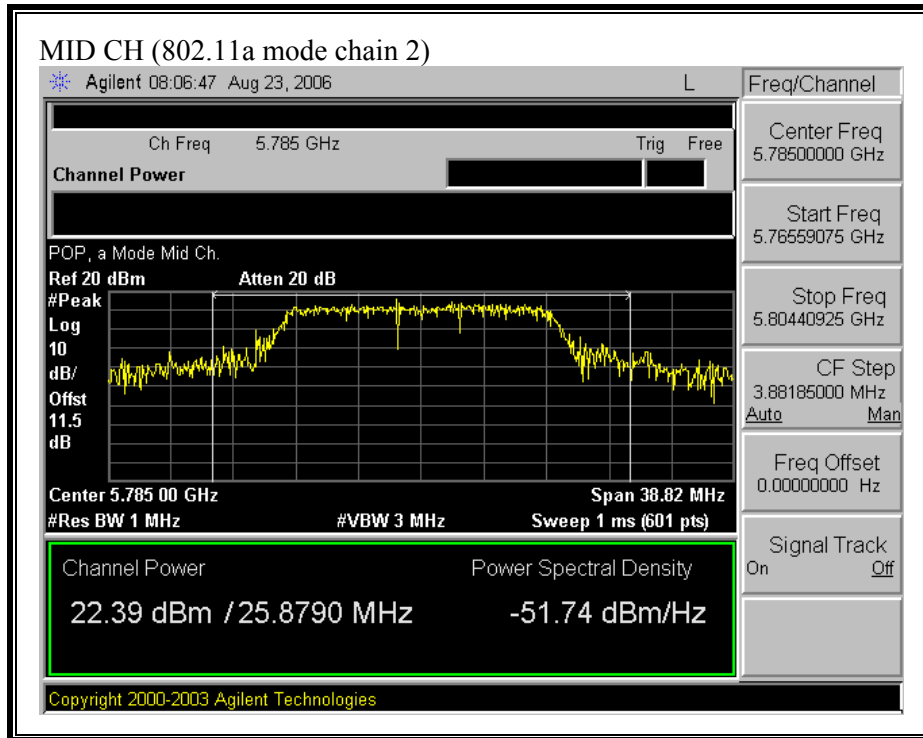 MID CH (802.11a mode chain 2)
Agilent 08:06:47 Aug 23, 2006 L
Freq/Channel
Ch Freq 5.785 GHz Trig Free
Channel Power
Center Freq
5.78500000 GHz
Start Freq
5.76559075 GHz
Stop Freq
5.80440925 GHz
CF Step
3.88185000 MHz
Auto Man
Freq Offset
0.00000000 Hz
Signal Track
On Off
POP, a Mode Mid Ch.
Ref 20 dBm Atten 20 dB
#Peak
Log
10
dB/
Offst
11.5
dB
Center 5.785 00 GHz Span 38.82 MHz
#Res BW 1 MHz #VBW 3 MHz Sweep 1 ms (601 pts)
Channel Power Power Spectral Density
22.39 dBm / 25.8790 MHz -51.74 dBm/Hz
Copyright 2000-2003 Agilent Technologies